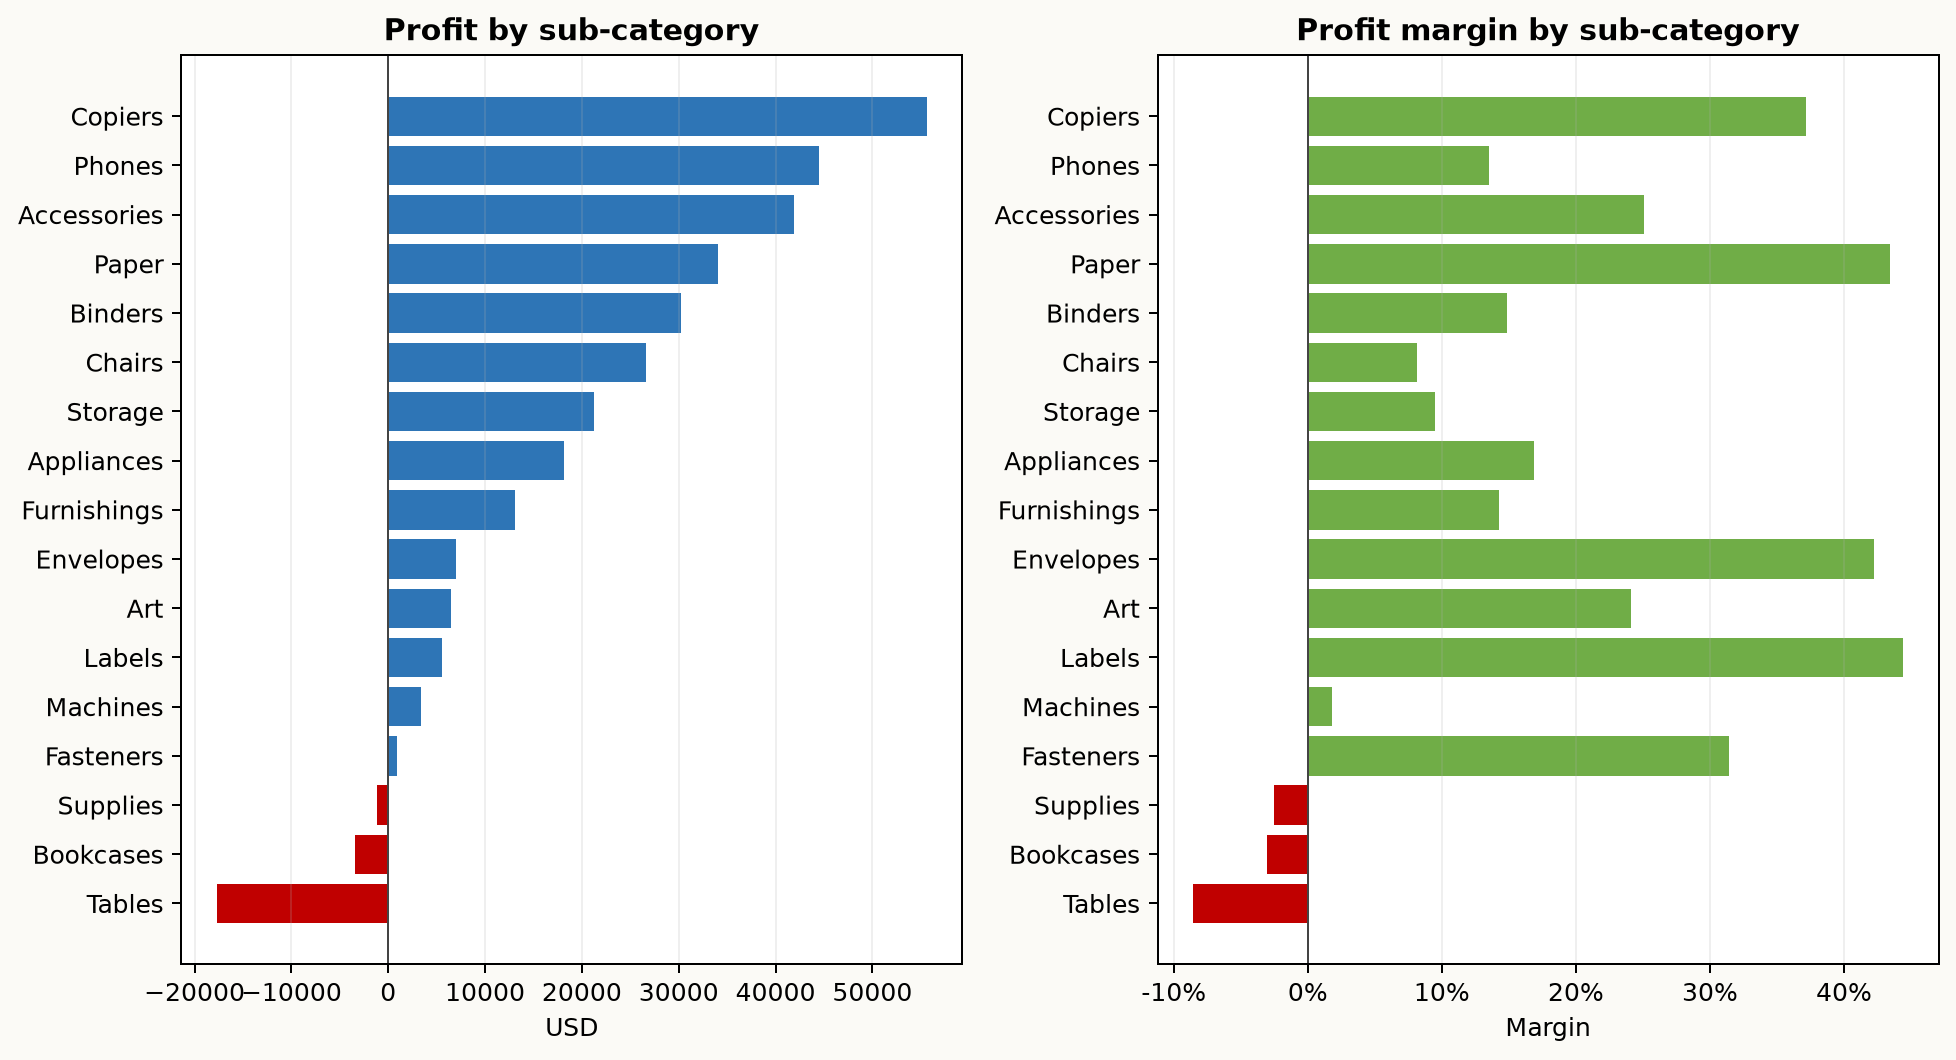 Profit by sub-category
Copiers
Phones
Accessories
Paper
Binders
Chairs
Storage
Appliances
Furnishings
Envelopes
Art
Labels
Machines
Fasteners
Supplies
Bookcases
Tables
−20000 −10000 0 10000 20000 30000 40000 50000
USD
Profit margin by sub-category
Copiers
Phones
Accessories
Paper
Binders
Chairs
Storage
Appliances
Furnishings
Envelopes
Art
Labels
Machines
Fasteners
Supplies
Bookcases
Tables
-10% 0% 10% 20% 30% 40%
Margin